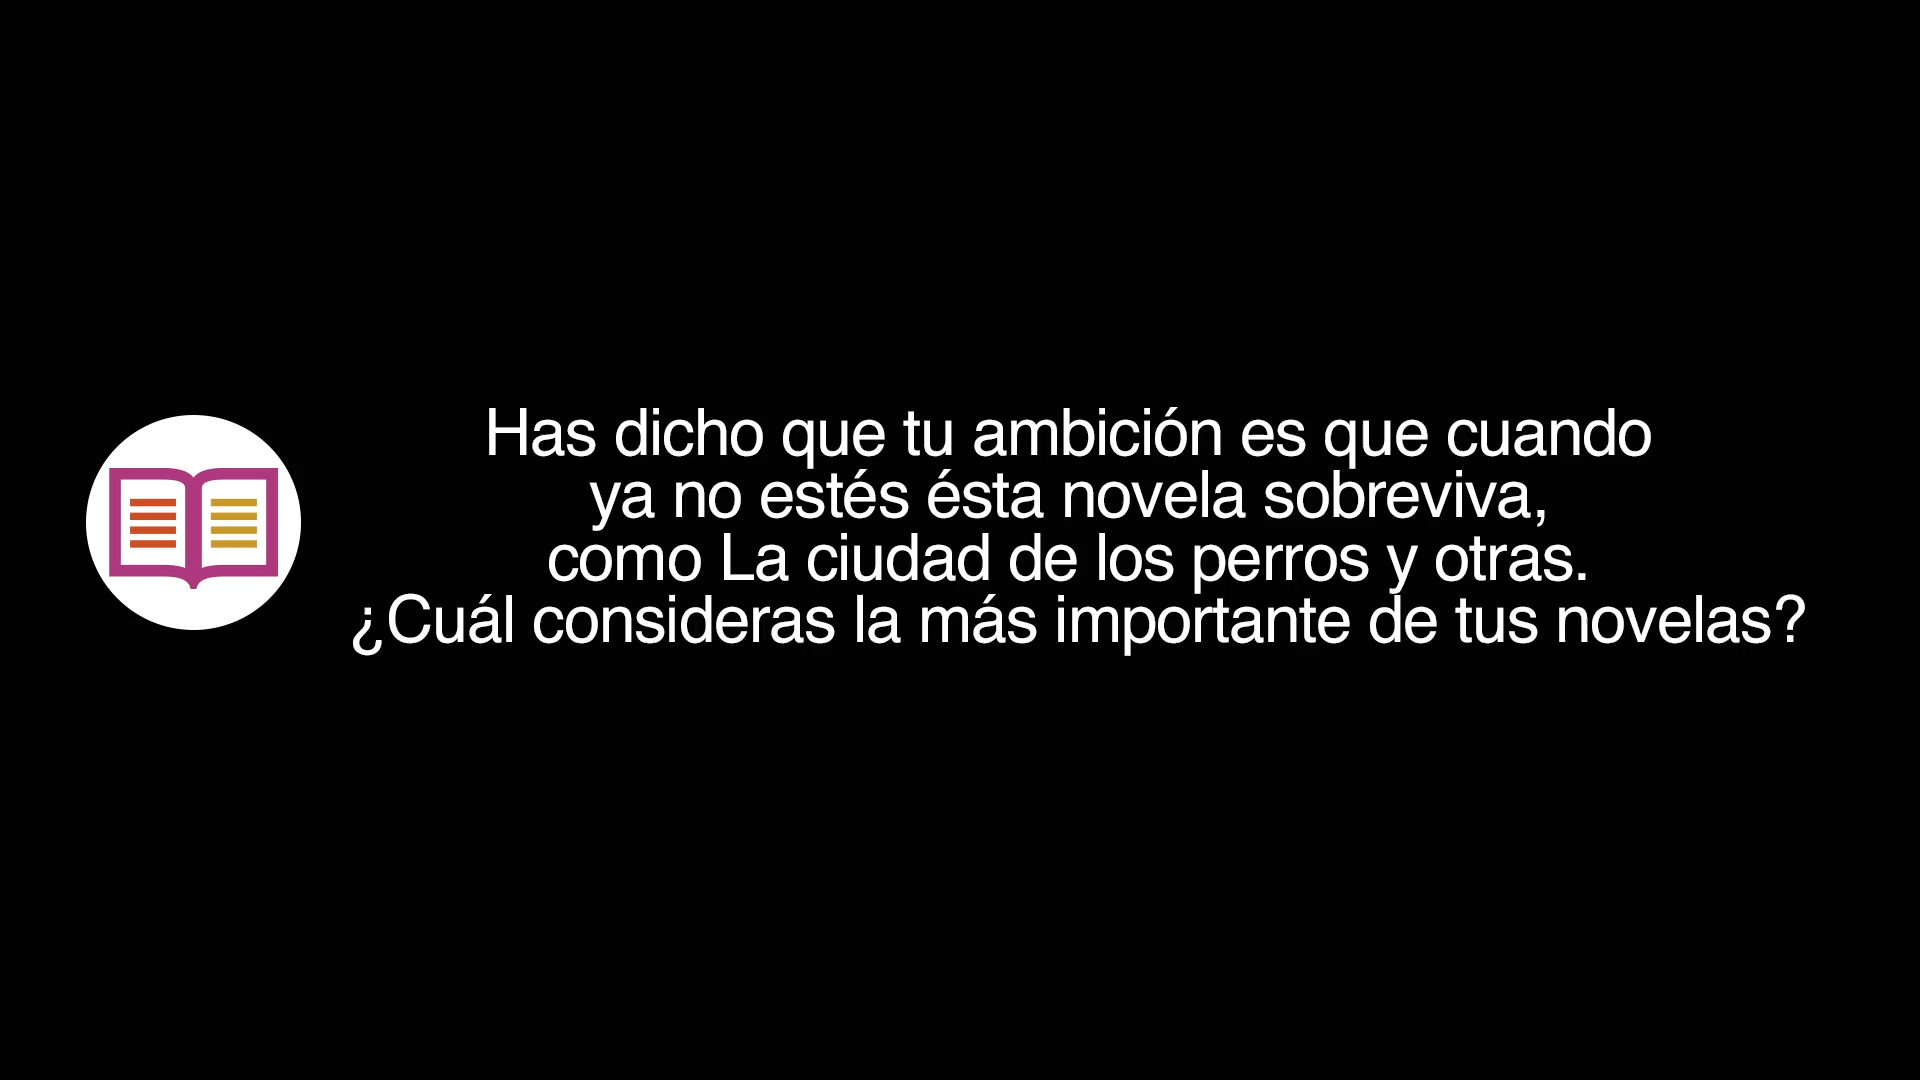 Has dicho que tu ambición es que cuando
ya no estés ésta novela sobreviva,
como La ciudad de los perros y otras.
¿Cuál consideras la más importante de tus novelas?